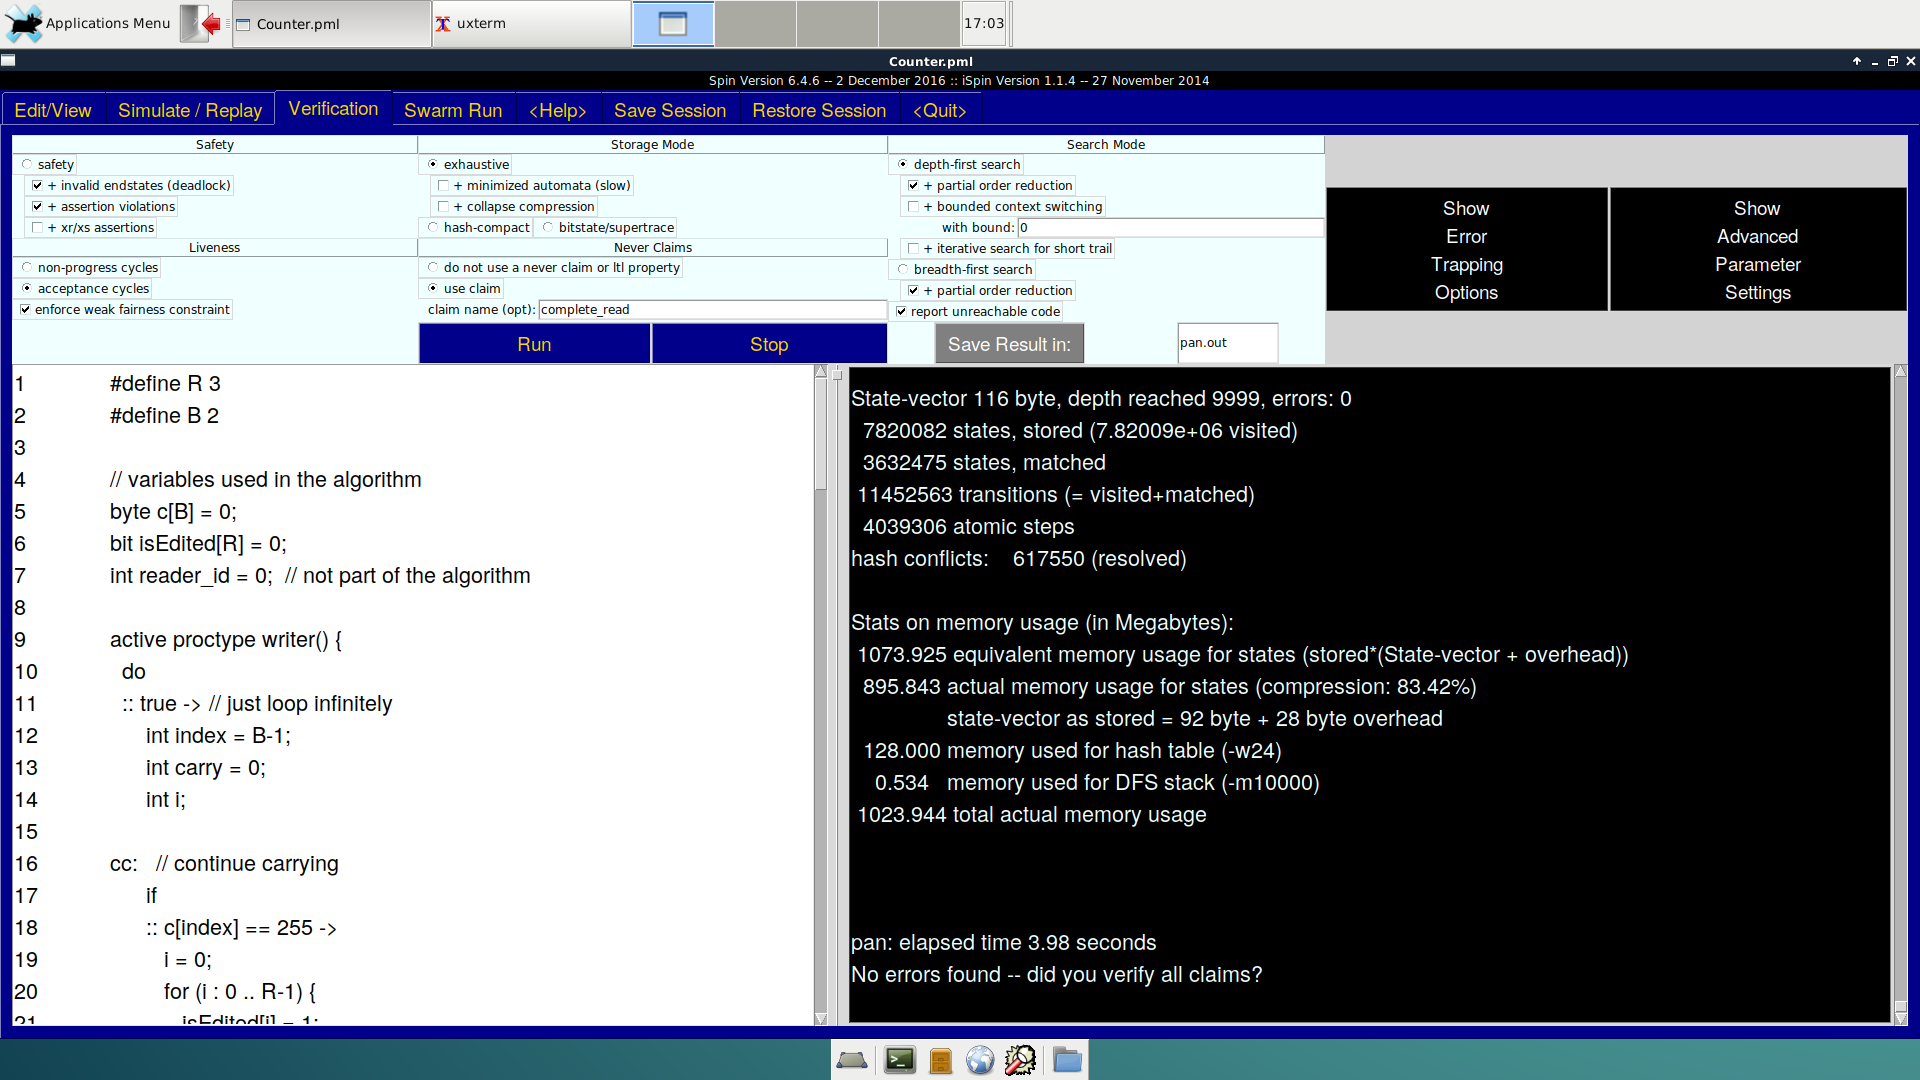 Applications Menu
Counter.pml
uxterm
17:03
Counter.pml
Spin Version 6.4.6 -- 2 December 2016 :: iSpin Version 1.1.4 -- 27 November 2014
Edit/View Simulate / Replay Verification Swarm Run <Help> Save Session Restore Session <Quit>
Safety
safety
+ invalid endstates (deadlock)
+ assertion violations
+ xr/xs assertions
Liveness
non-progress cycles
acceptance cycles
enforce weak fairness constraint
Storage Mode
exhaustive
+ minimized automata (slow)
+ collapse compression
hash-compact bitstate/supertrace
Never Claims
do not use a never claim or ltl property
use claim
claim name (opt): complete_read
Search Mode
depth-first search
+ partial order reduction
+ bounded context switching
with bound: 0
+ iterative search for short trail
breadth-first search
+ partial order reduction
report unreachable code
Show
Error
Trapping
Options
Show
Advanced
Parameter
Settings
Run
Stop
Save Result in:
pan.out
1 #define R 3
2 #define B 2
3
4 // variables used in the algorithm
5 byte c[B] = 0;
6 bit isEdited[R] = 0;
7 int reader_id = 0; // not part of the algorithm
8
9 active proctype writer() {
10 do
11 :: true -> // just loop infinitely
12 int index = B-1;
13 int carry = 0;
14 int i;
15
16 cc: // continue carrying
17 if
18 :: c[index] == 255 ->
19 i = 0;
20 for (i : 0 .. R-1) {
21 isEdited[i] = 1;
State-vector 116 byte, depth reached 9999, errors: 0
7820082 states, stored (7.82009e+06 visited)
3632475 states, matched
11452563 transitions (= visited+matched)
4039306 atomic steps
hash conflicts: 617550 (resolved)
Stats on memory usage (in Megabytes):
1073.925 equivalent memory usage for states (stored*(State-vector + overhead))
895.843 actual memory usage for states (compression: 83.42%)
state-vector as stored = 92 byte + 28 byte overhead
128.000 memory used for hash table (-w24)
0.534 memory used for DFS stack (-m10000)
1023.944 total actual memory usage
pan: elapsed time 3.98 seconds
No errors found -- did you verify all claims?